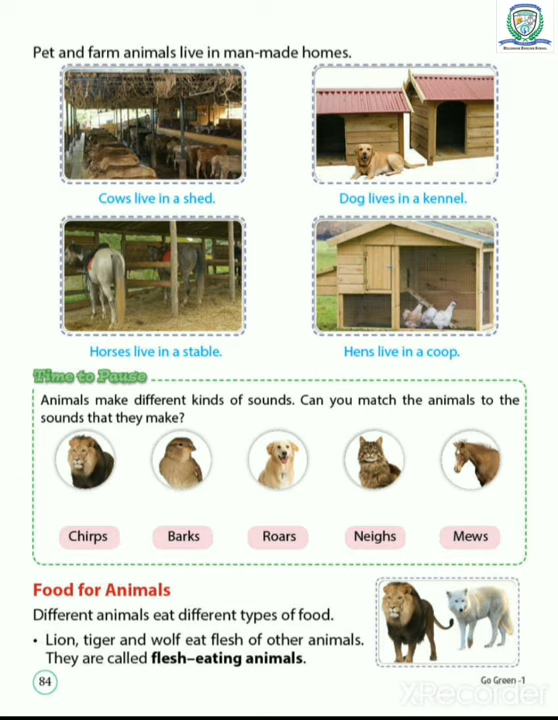 Pet and farm animals live in man-made homes.
Cows live in a shed.
Dog lives in a kennel.
Horses live in a stable.
Hens live in a coop.
Time to Pause
Animals make different kinds of sounds. Can you match the animals to the
sounds that they make?
Chirps
Barks
Roars
Neighs
Mews
Food for Animals
Different animals eat different types of food.
• Lion, tiger and wolf eat flesh of other animals.
They are called flesh–eating animals.
84
Go Green -1
XRecorder